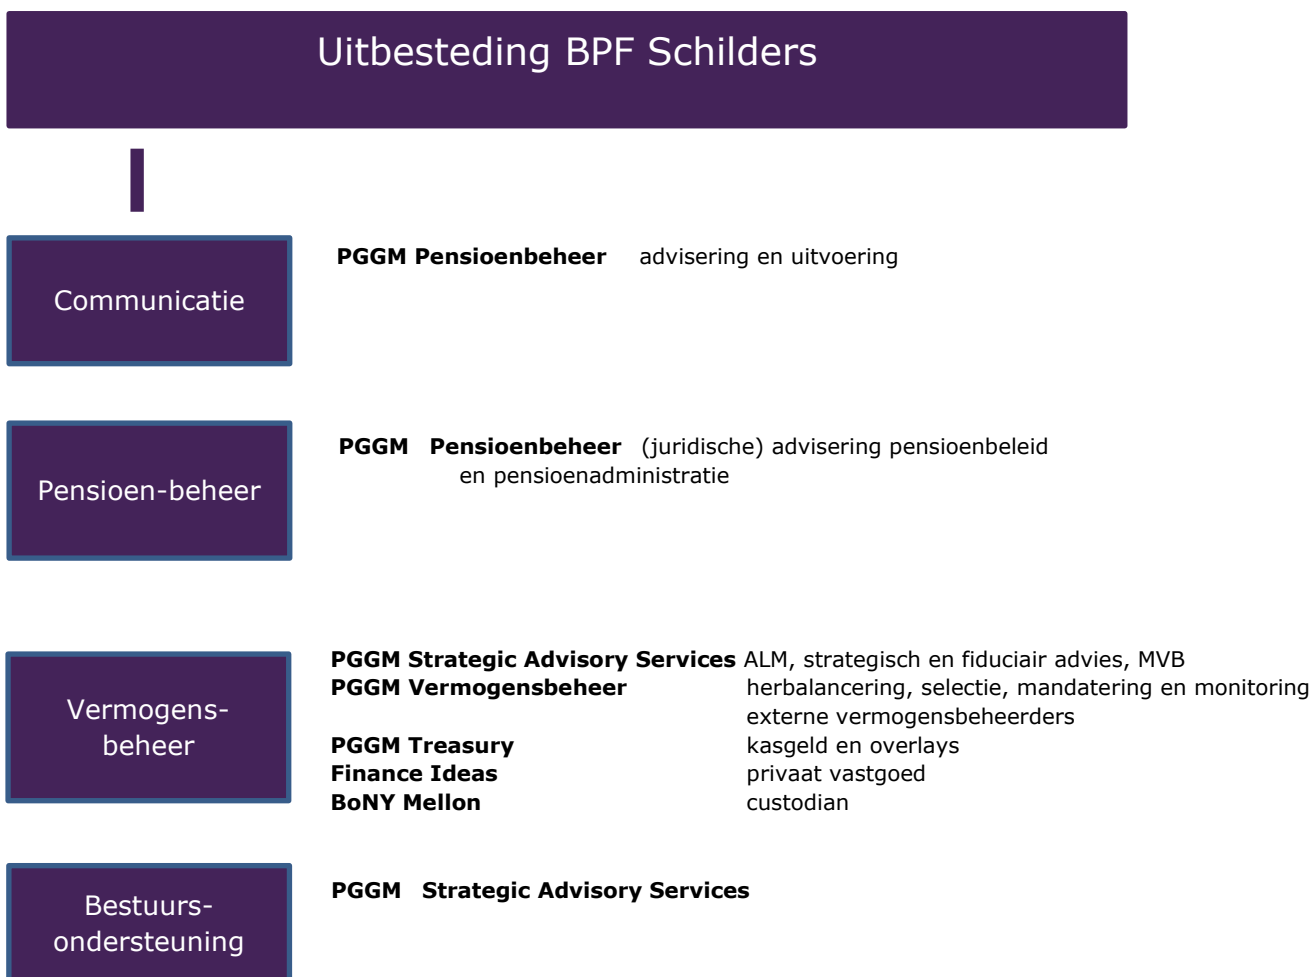 Uitbesteding BPF Schilders
Communicatie
PGGM Pensioenbeheer advisering en uitvoering
Pensioen-beheer
PGGM Pensioenbeheer (juridische) advisering pensioenbeleid
en pensioenadministratie
Vermogens-
beheer
PGGM Strategic Advisory Services ALM, strategisch en fiduciair advies, MVB
PGGM Vermogensbeheer herbalancering, selectie, mandatering en monitoring
externe vermogensbeheerders
PGGM Treasury kasgeld en overlays
Finance Ideas privaat vastgoed
BoNY Mellon custodian
Bestuurs-
ondersteuning
PGGM Strategic Advisory Services